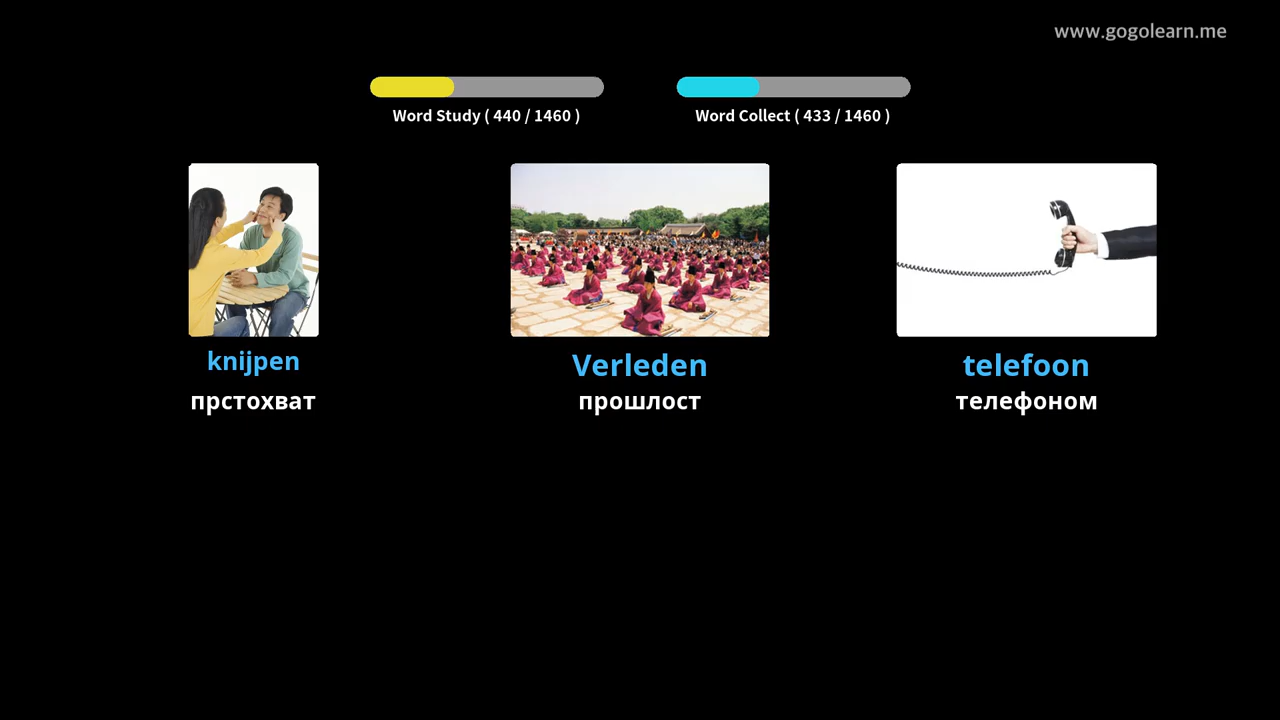 www.gogolearn.me
Word Study ( 440 / 1460 )
Word Collect ( 433 / 1460 )
knijpen
Verleden
telefoon
прстохват
прошлост
телефоном